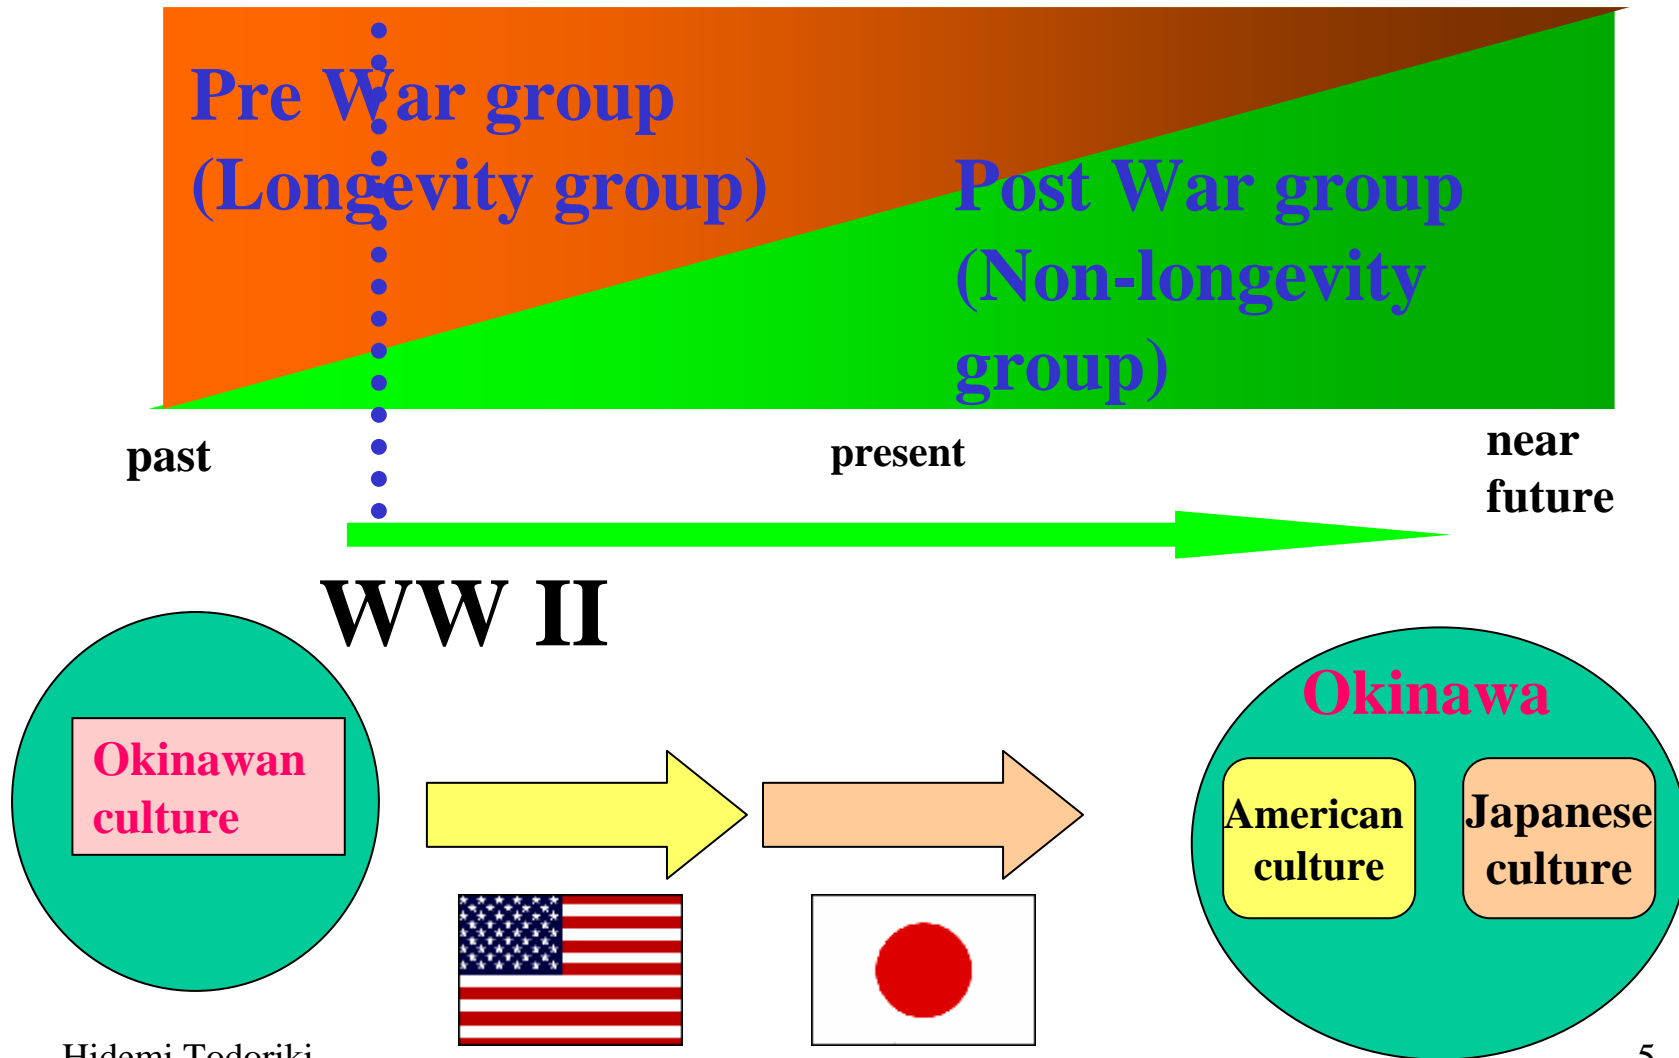 Pre War group
(Longevity group)
Post War group
(Non-longevity
group)
past
present
near
future
WW II
Okinawan
culture
Okinawa
American
culture
Japanese
culture
Hidemi Todoriki
5